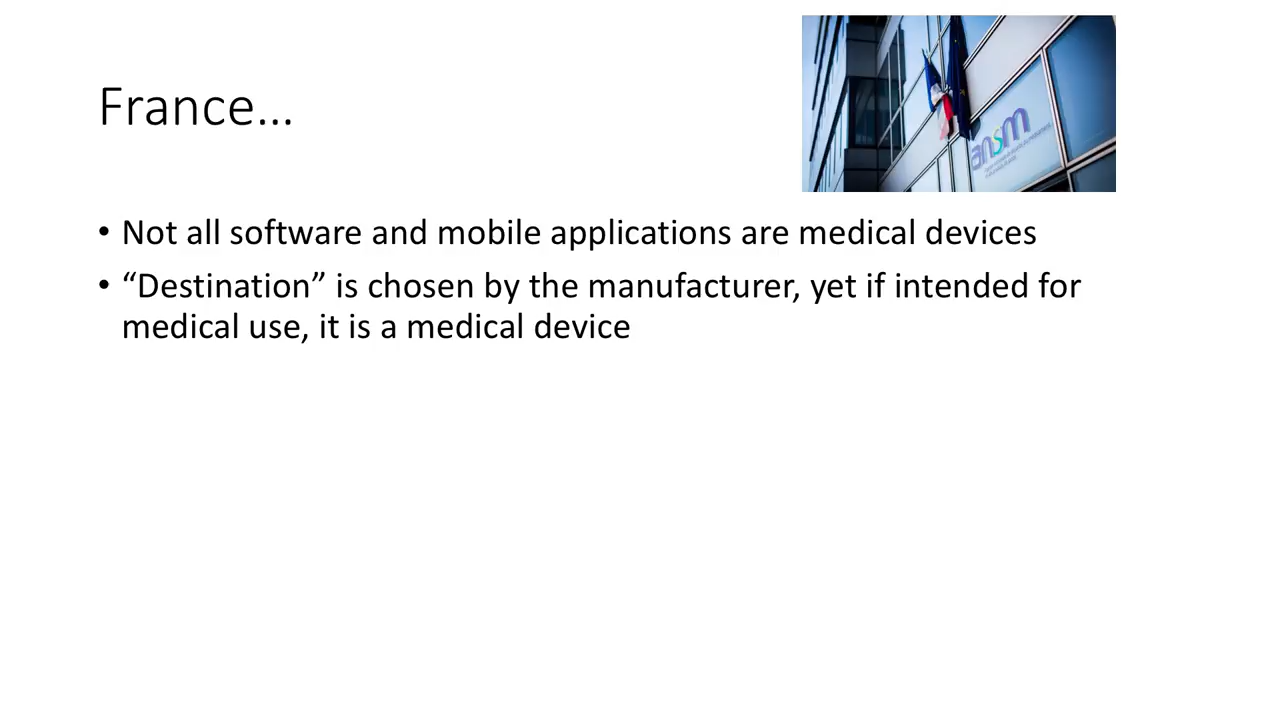 France...
• Not all software and mobile applications are medical devices
• “Destination” is chosen by the manufacturer, yet if intended for
medical use, it is a medical device
ansm